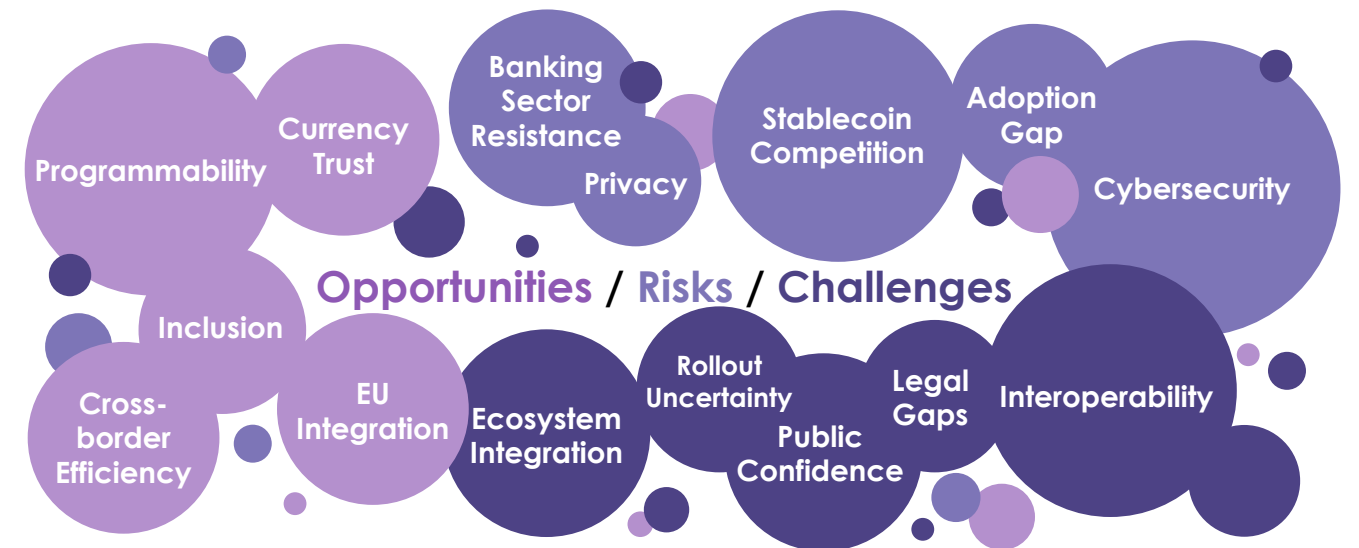 Programmability
Currency
Trust
Banking
Sector
Resistance
Privacy
Stablecoin
Competition
Adoption
Gap
Cybersecurity
Opportunities / Risks / Challenges
Inclusion
Cross-
border
Efficiency
EU
Integration
Ecosystem
Integration
Rollout
Uncertainty
Public
Confidence
Legal
Gaps
Interoperability